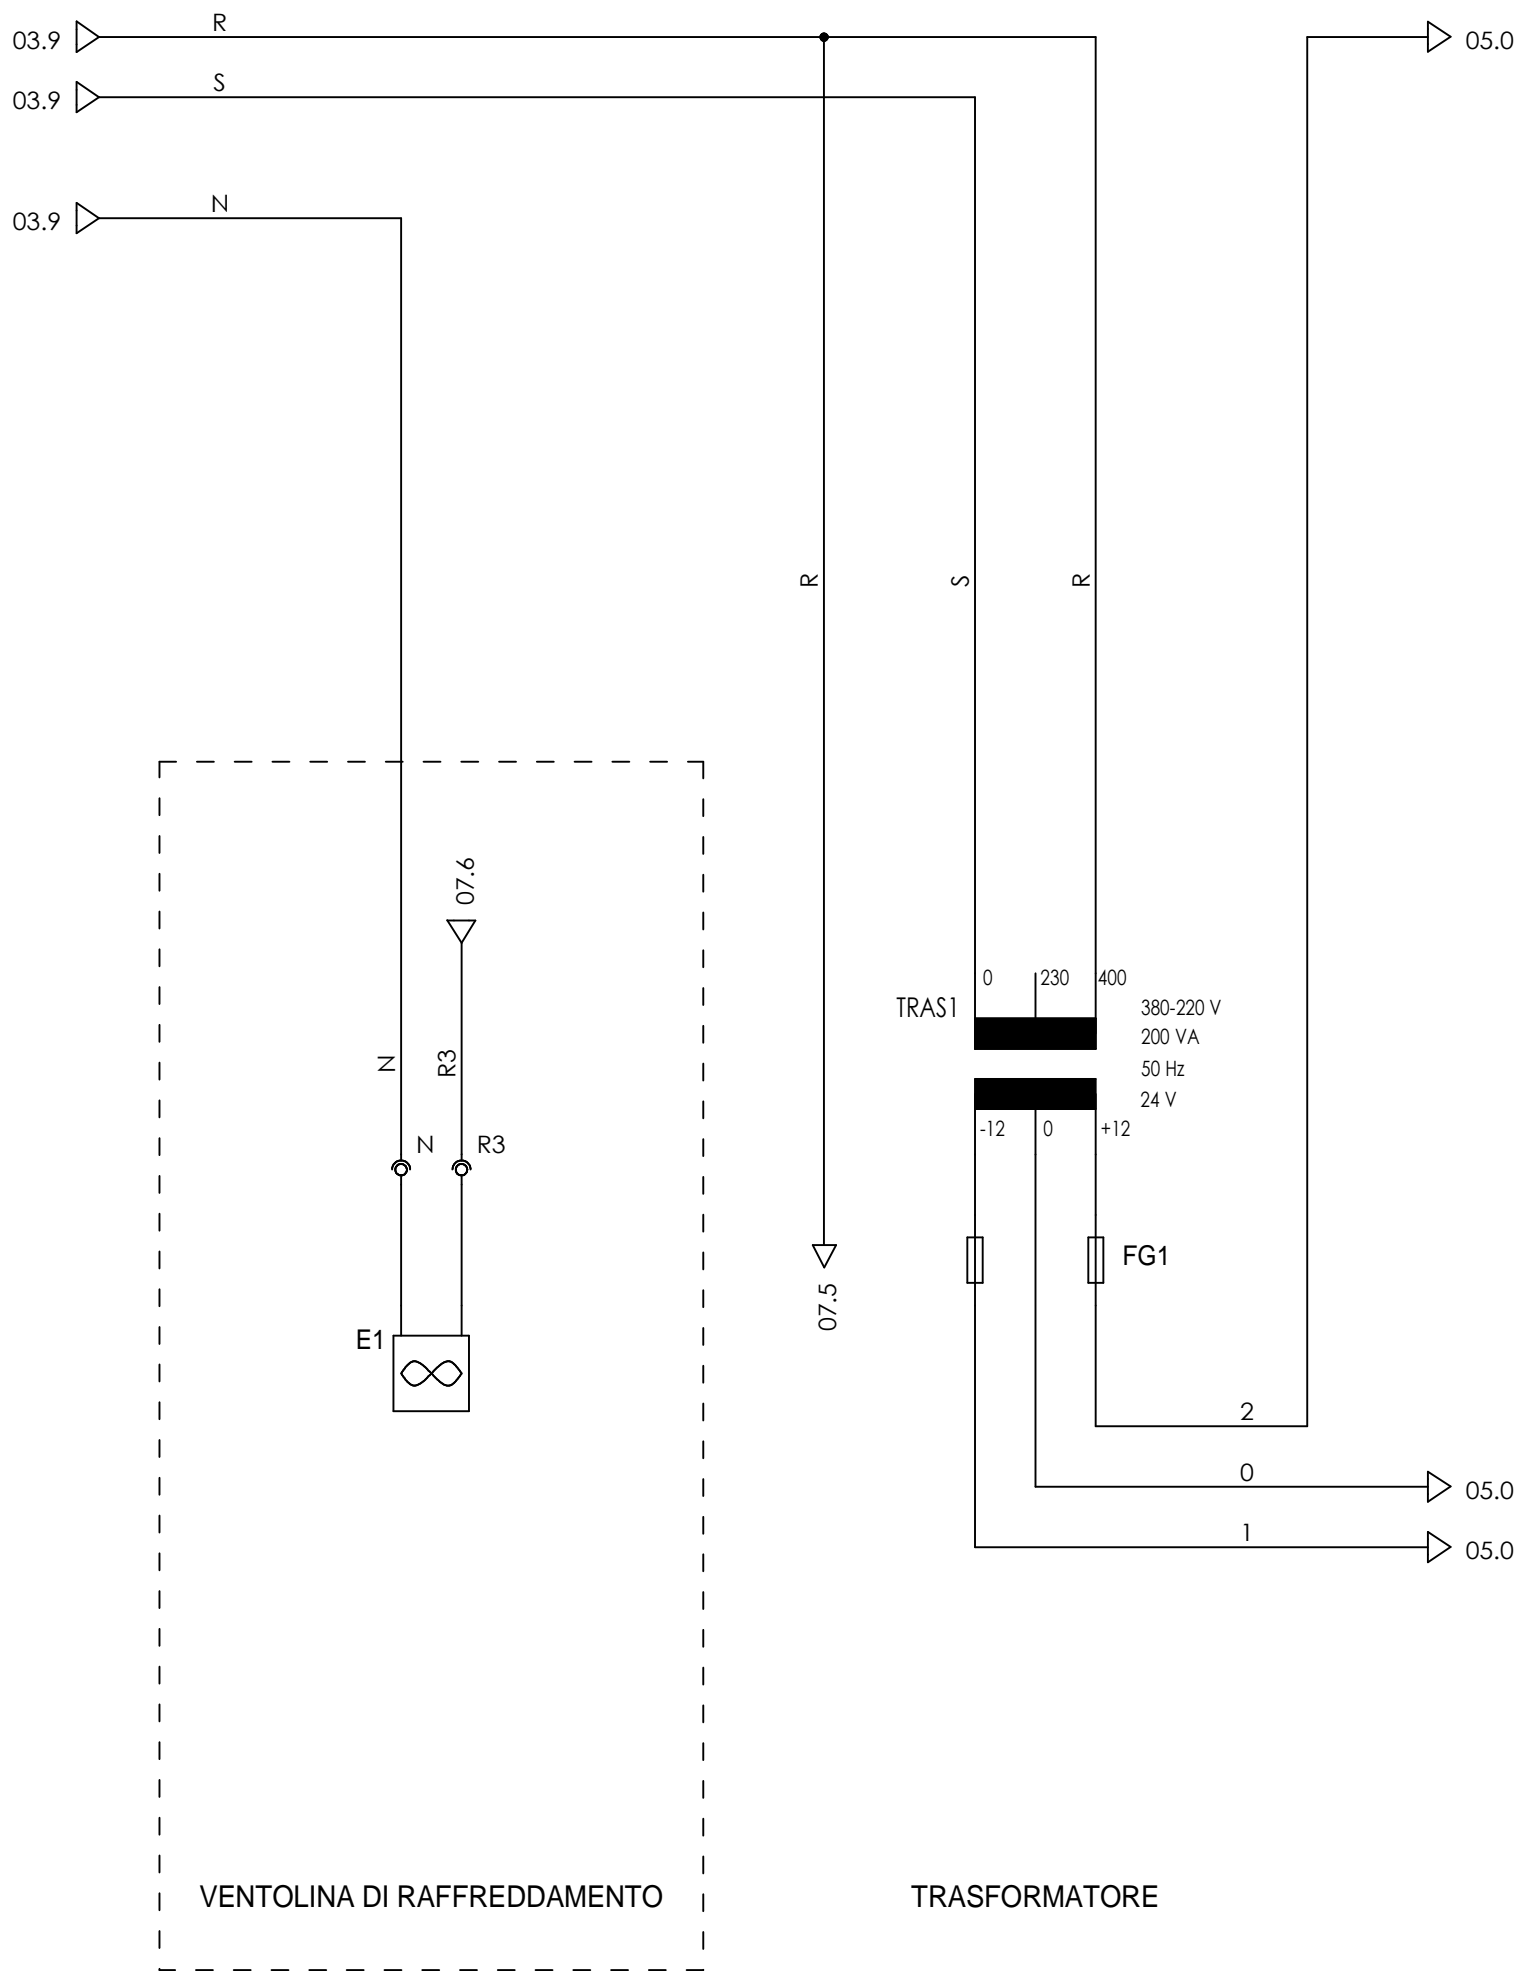 R
03.9
05.0
S
03.9
N
03.9
R
S
R
07.6
0
230
400
TRAS1
380-220 V
200 VA
50 Hz
24 V
N
R3
-12
0
+12
N
R3
FG1
07.5
E1
2
0
05.0
1
05.0
VENTOLINA DI RAFFREDDAMENTO
TRASFORMATORE